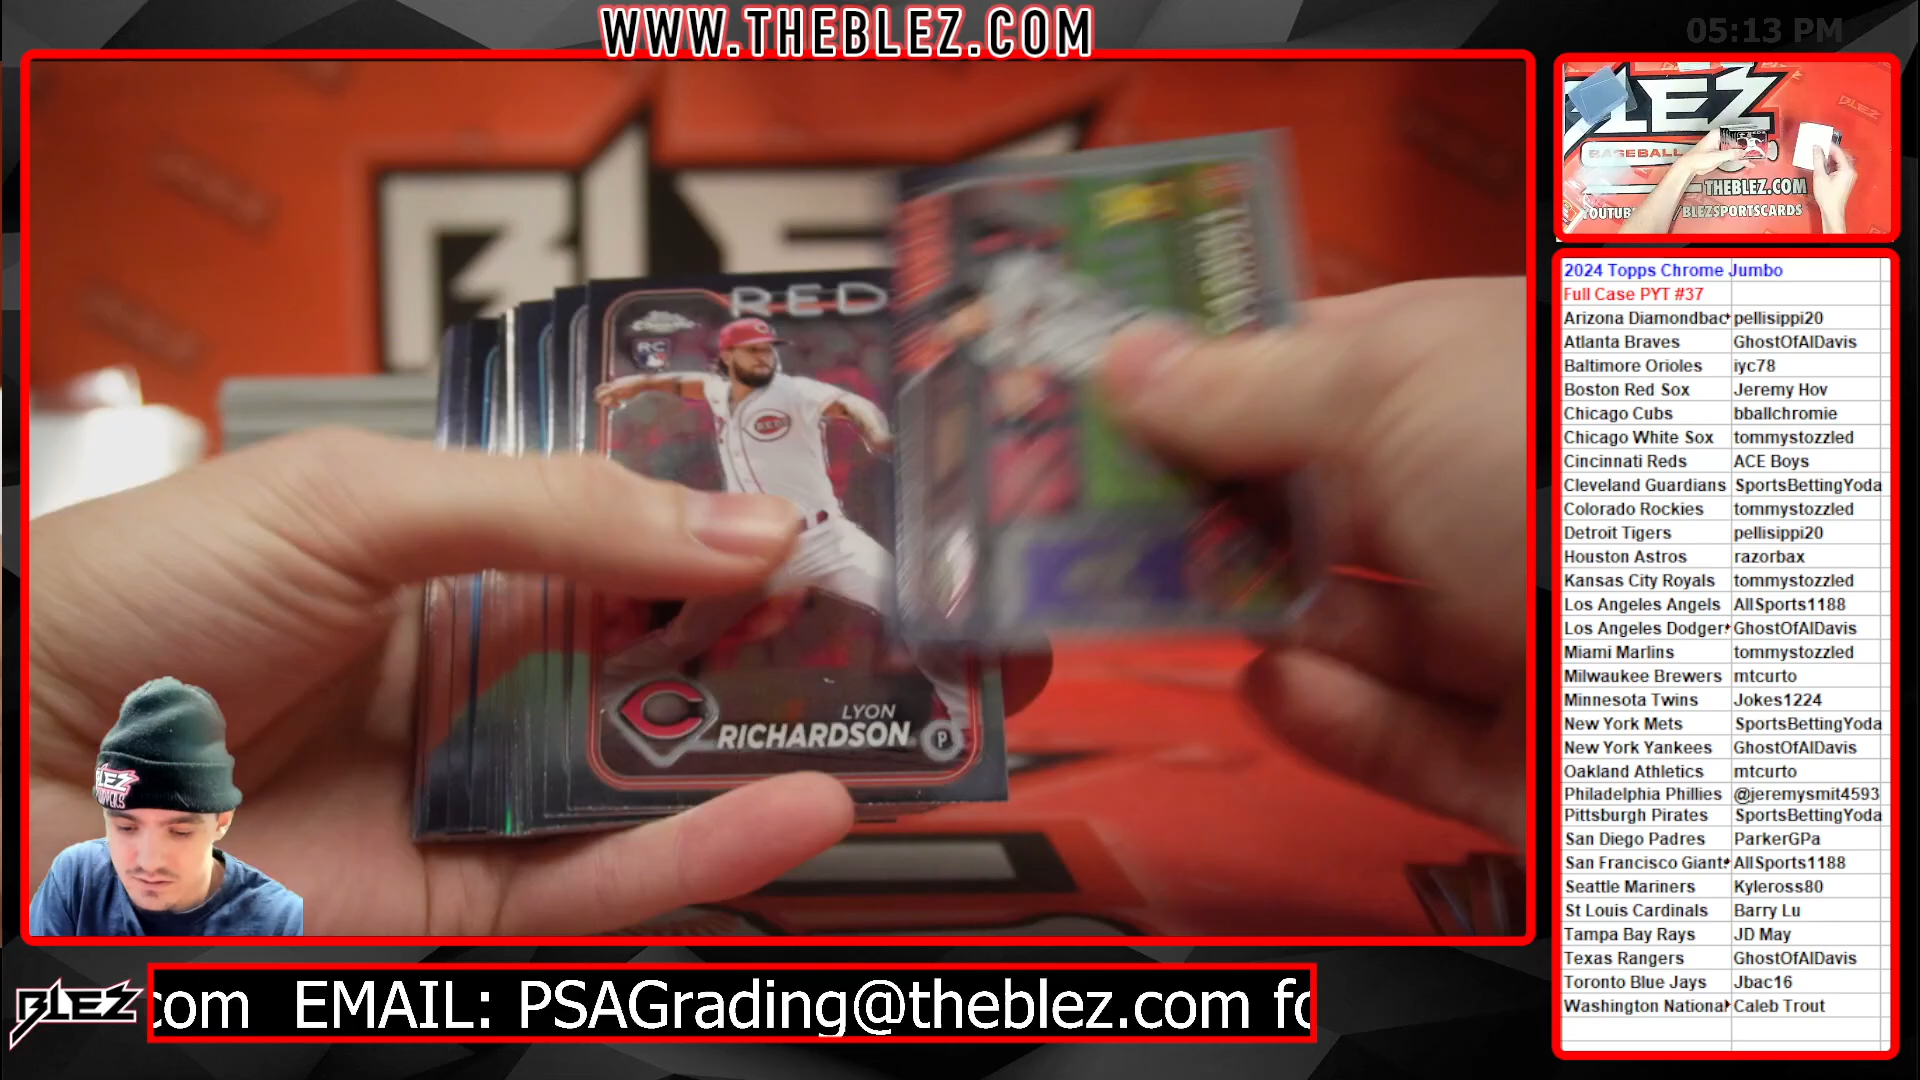 WWW.THEBLEZ.COM
05:13 PM
BLEZ
RED
RC
LYON
RICHARDSON
P
LEZ
BASEBALL
THEBLEZ.COM
YOUTUB /BLEZSPORTSCARDS
2024 Topps Chrome Jumbo
Full Case PYT #37
Arizona Diamondbac pellisippi20
Atlanta Braves GhostOfAlDavis
Baltimore Orioles iyc78
Boston Red Sox Jeremy Hov
Chicago Cubs bballchromie
Chicago White Sox tommystozzled
Cincinnati Reds ACE Boys
Cleveland Guardians SportsBettingYoda
Colorado Rockies tommystozzled
Detroit Tigers pellisippi20
Houston Astros razorbax
Kansas City Royals tommystozzled
Los Angeles Angels AllSports1188
Los Angeles Dodger GhostOfAlDavis
Miami Marlins tommystozzled
Milwaukee Brewers mtcurto
Minnesota Twins Jokes1224
New York Mets SportsBettingYoda
New York Yankees GhostOfAlDavis
Oakland Athletics mtcurto
Philadelphia Phillies @jeremysmit4593
Pittsburgh Pirates SportsBettingYoda
San Diego Padres ParkerGPa
San Francisco Giant AllSports1188
Seattle Mariners Kyleross80
St Louis Cardinals Barry Lu
Tampa Bay Rays JD May
Texas Rangers GhostOfAlDavis
Toronto Blue Jays Jbac16
Washington National Caleb Trout
BLEZ
com EMAIL: PSAGrading@theblez.com fo